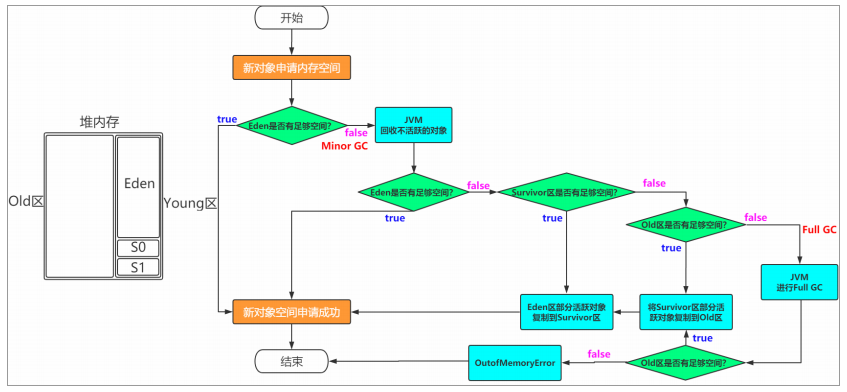 开始
新对象申请内存空间
true
Eden是否有足够空间?
false
Minor GC
JVM
回收不活跃的对象
堆内存
Old区
Eden
S0
S1
Young区
Eden是否有足够空间?
false
true
Survivor区是否有足够空间?
false
true
Old区是否有足够空间?
false
true
Full GC
JVM
进行Full GC
新对象空间申请成功
Eden区部分活跃对象
复制到Survivor区
将Survivor区部分活
跃对象复制到Old区
true
结束
OutofMemoryError
false
Old区是否有足够空间?